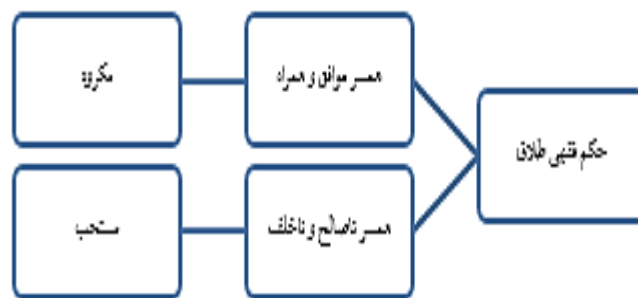 حکم فقهی طلاق
همسر موافق و همراه
مکروه
همسر ناصالح و ناخلف
مستحب